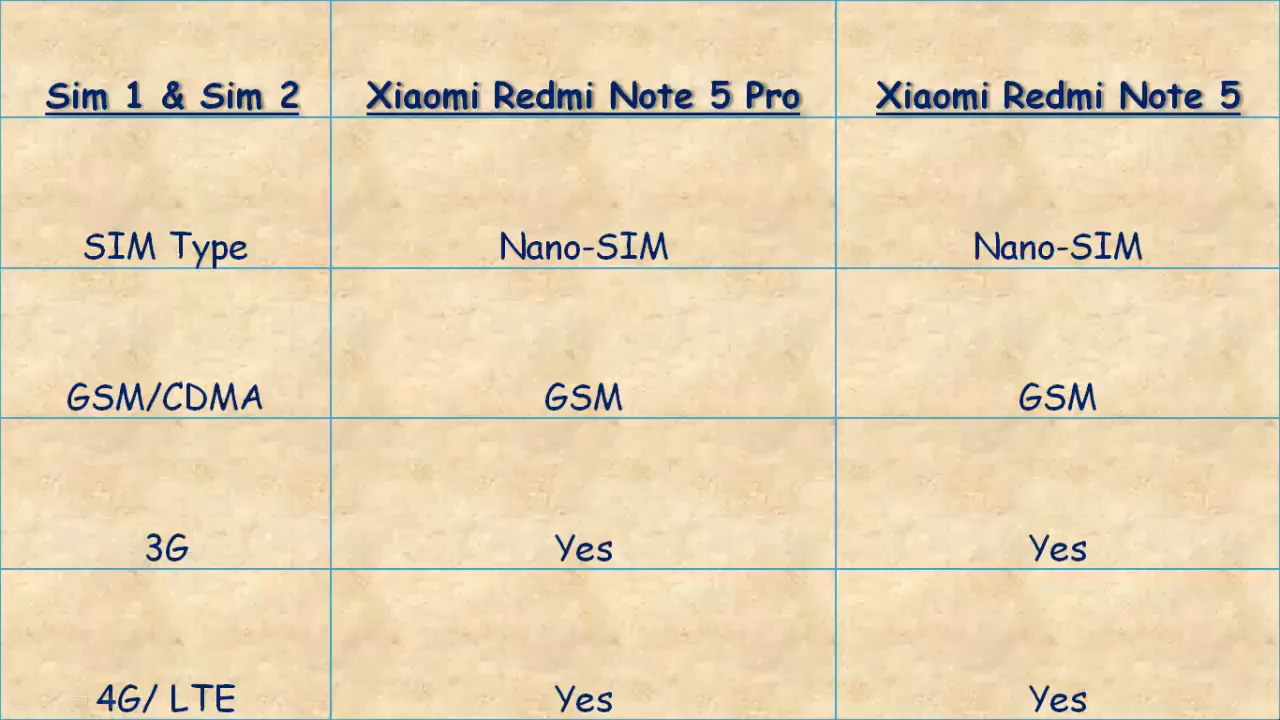 Sim 1 & Sim 2 Xiaomi Redmi Note 5 Pro Xiaomi Redmi Note 5
SIM Type Nano-SIM Nano-SIM
GSM/CDMA GSM GSM
3G Yes Yes
4G/ LTE Yes Yes